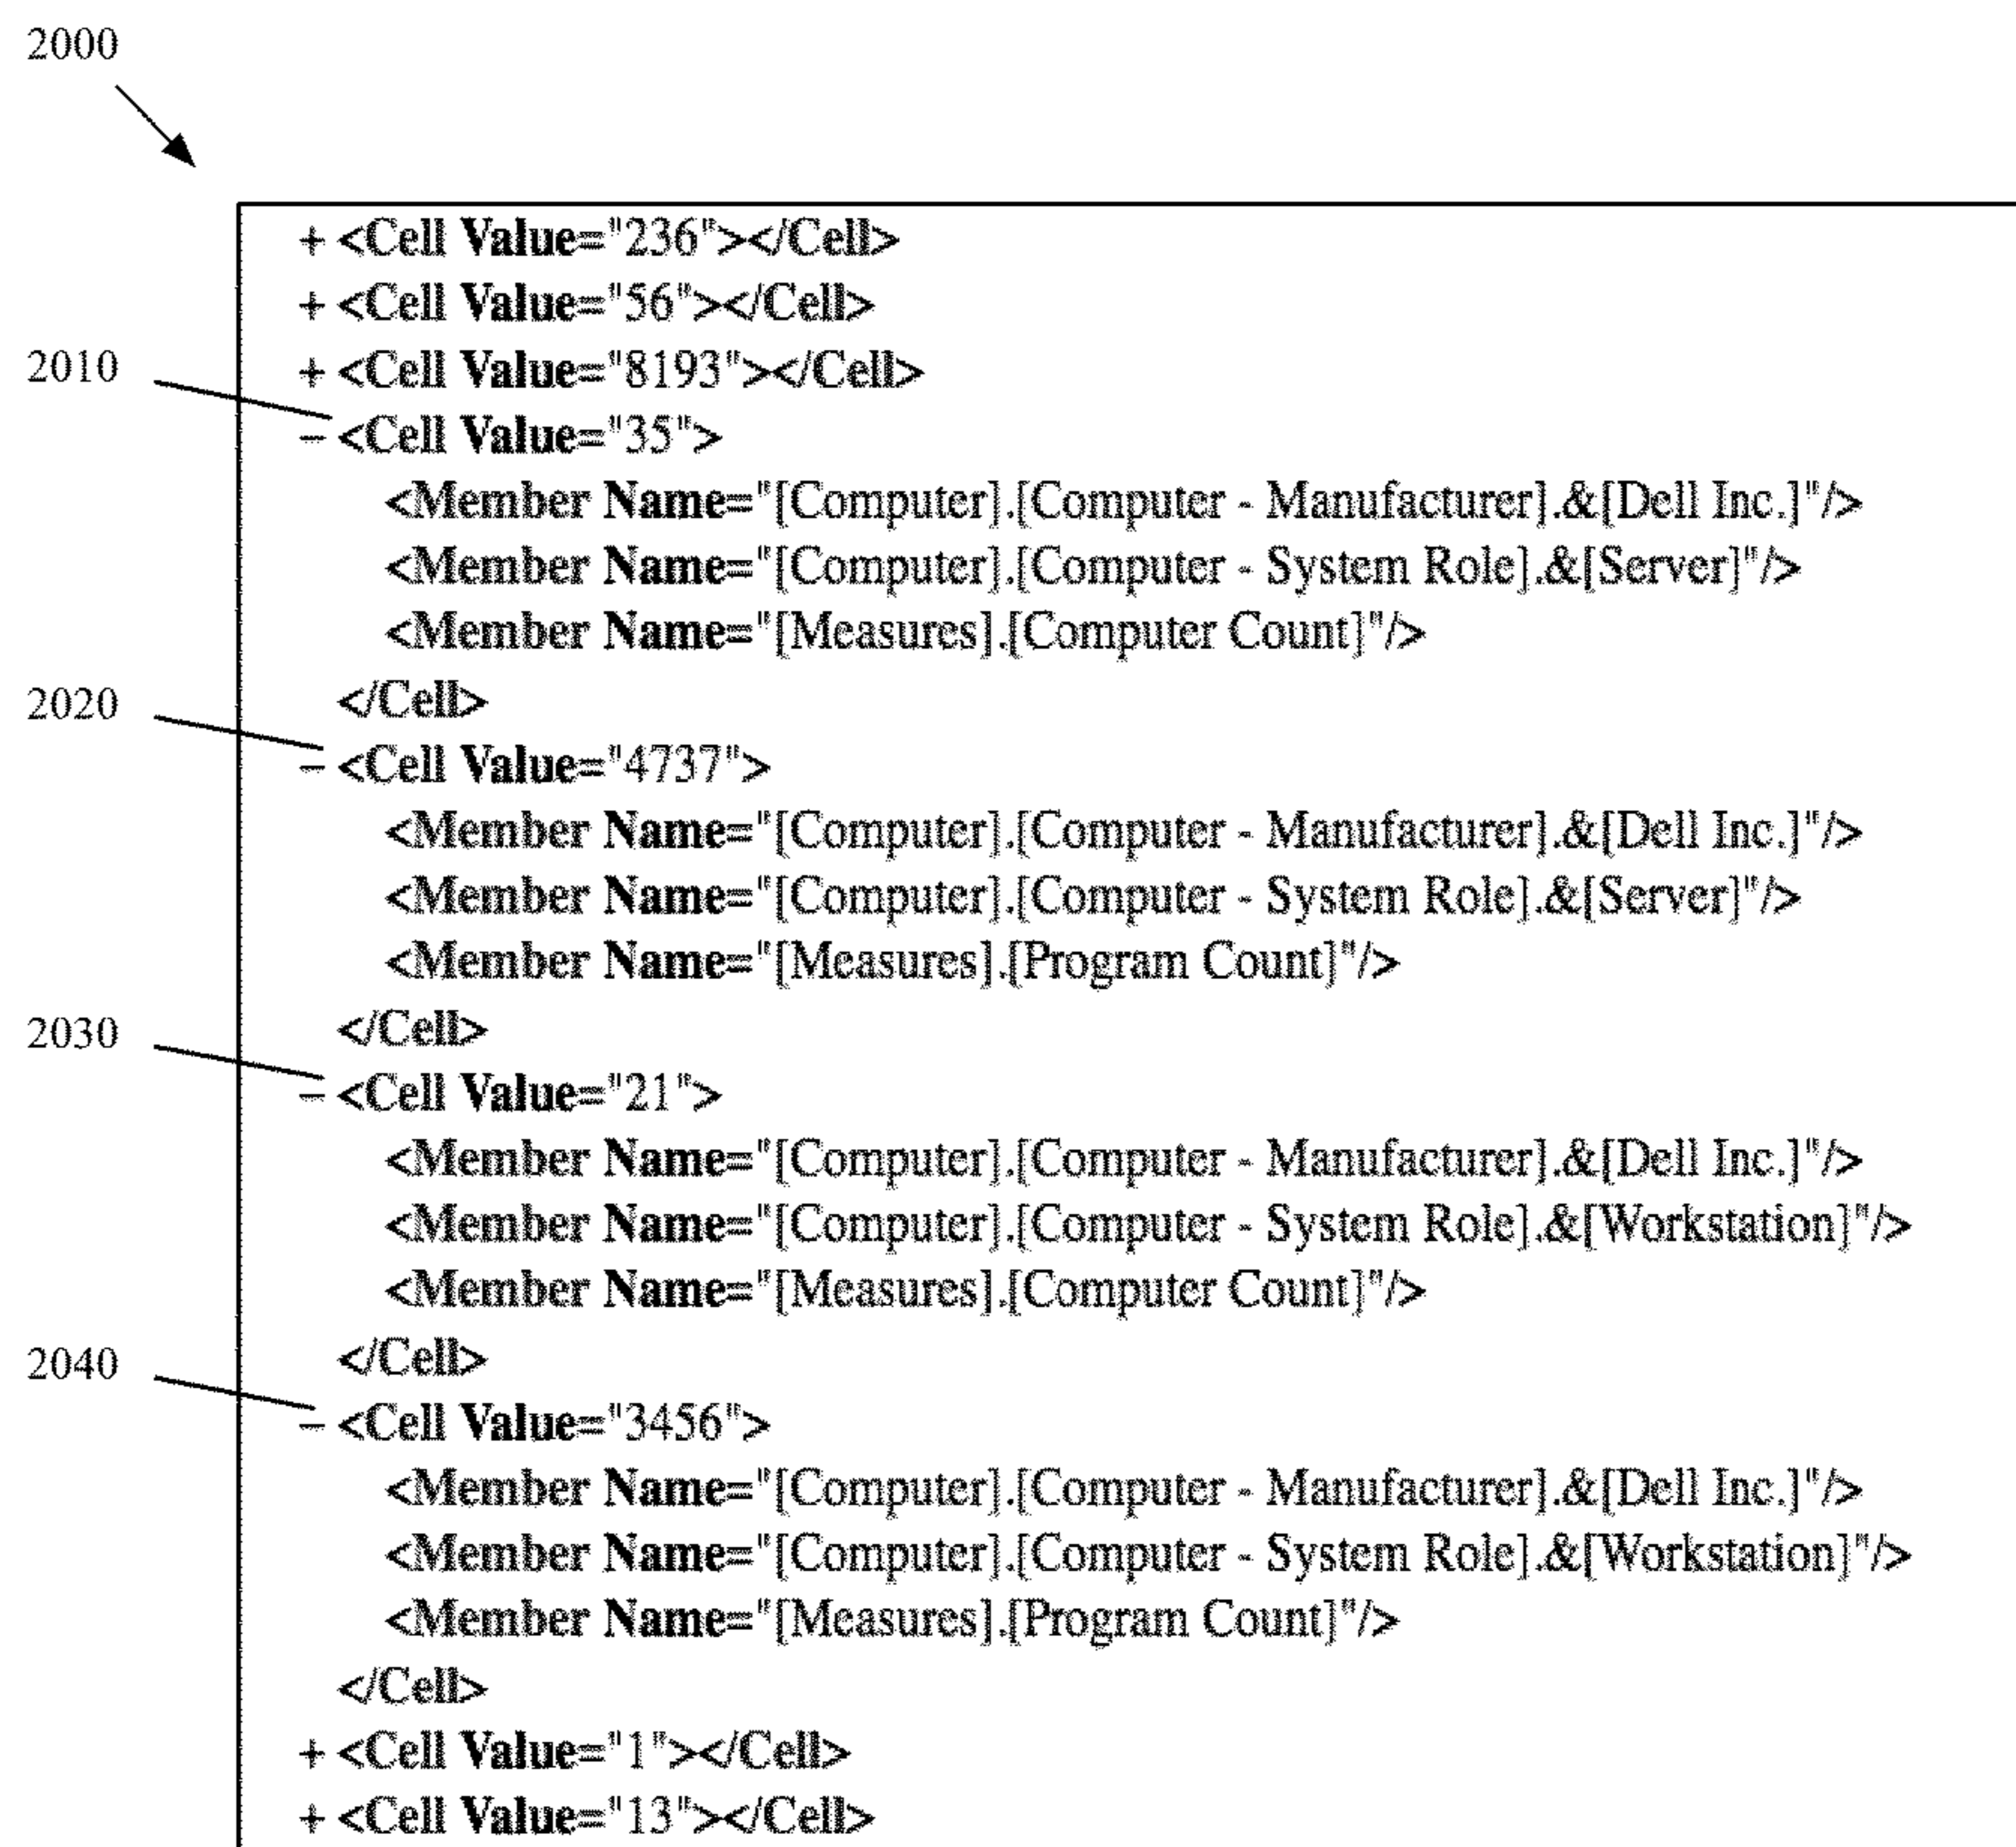 2000
+ <Cell Value="236"></Cell>
+ <Cell Value="56"></Cell>
+ <Cell Value="8193"></Cell>
2010
- <Cell Value="35">
<Member Name="[Computer].[Computer - Manufacturer].&[Dell Inc.]"/>
<Member Name="[Computer].[Computer - System Role].&[Server]"/>
<Member Name="[Measures].[Computer Count]"/>
</Cell>
2020
- <Cell Value="4737">
<Member Name="[Computer].[Computer - Manufacturer].&[Dell Inc.]"/>
<Member Name="[Computer].[Computer - System Role].&[Server]"/>
<Member Name="[Measures].[Program Count]"/>
</Cell>
2030
- <Cell Value="21">
<Member Name="[Computer].[Computer - Manufacturer].&[Dell Inc.]"/>
<Member Name="[Computer].[Computer - System Role].&[Workstation]"/>
<Member Name="[Measures].[Computer Count]"/>
</Cell>
2040
- <Cell Value="3456">
<Member Name="[Computer].[Computer - Manufacturer].&[Dell Inc.]"/>
<Member Name="[Computer].[Computer - System Role].&[Workstation]"/>
<Member Name="[Measures].[Program Count]"/>
</Cell>
+ <Cell Value="1"></Cell>
+ <Cell Value="13"></Cell>